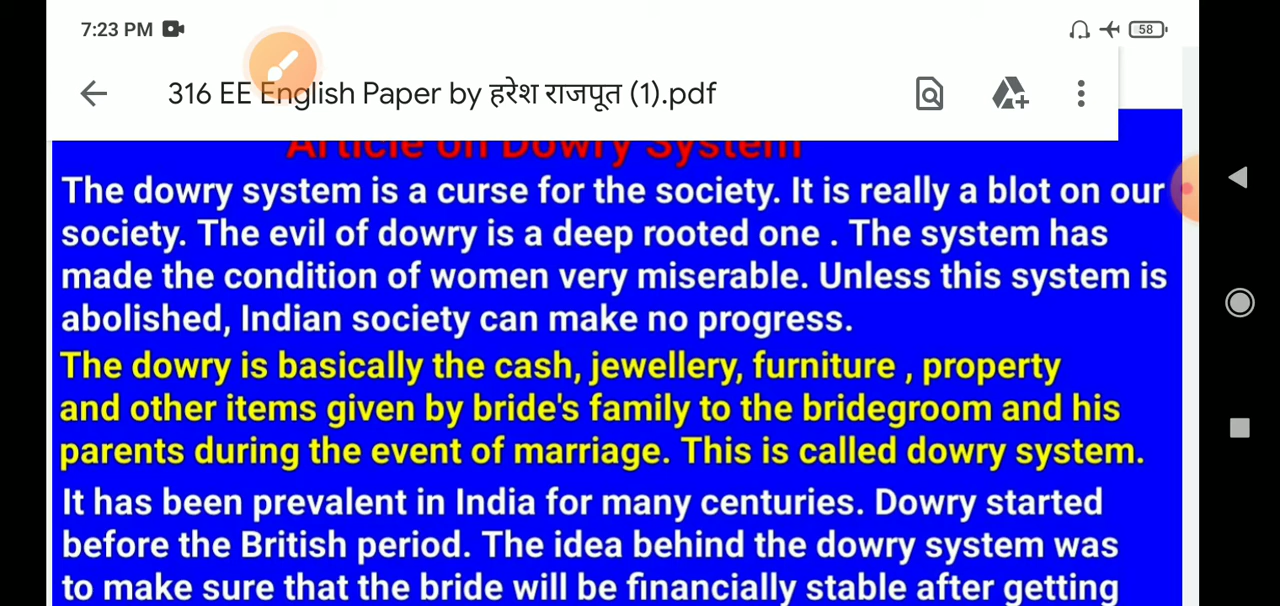 7:23 PM
58
316 EE English Paper by हरेश राजपूत (1).pdf
Article on Dowry System
The dowry system is a curse for the society. It is really a blot on our
society. The evil of dowry is a deep rooted one . The system has
made the condition of women very miserable. Unless this system is
abolished, Indian society can make no progress.
The dowry is basically the cash, jewellery, furniture , property
and other items given by bride's family to the bridegroom and his
parents during the event of marriage. This is called dowry system.
It has been prevalent in India for many centuries. Dowry started
before the British period. The idea behind the dowry system was
to make sure that the bride will be financially stable after getting